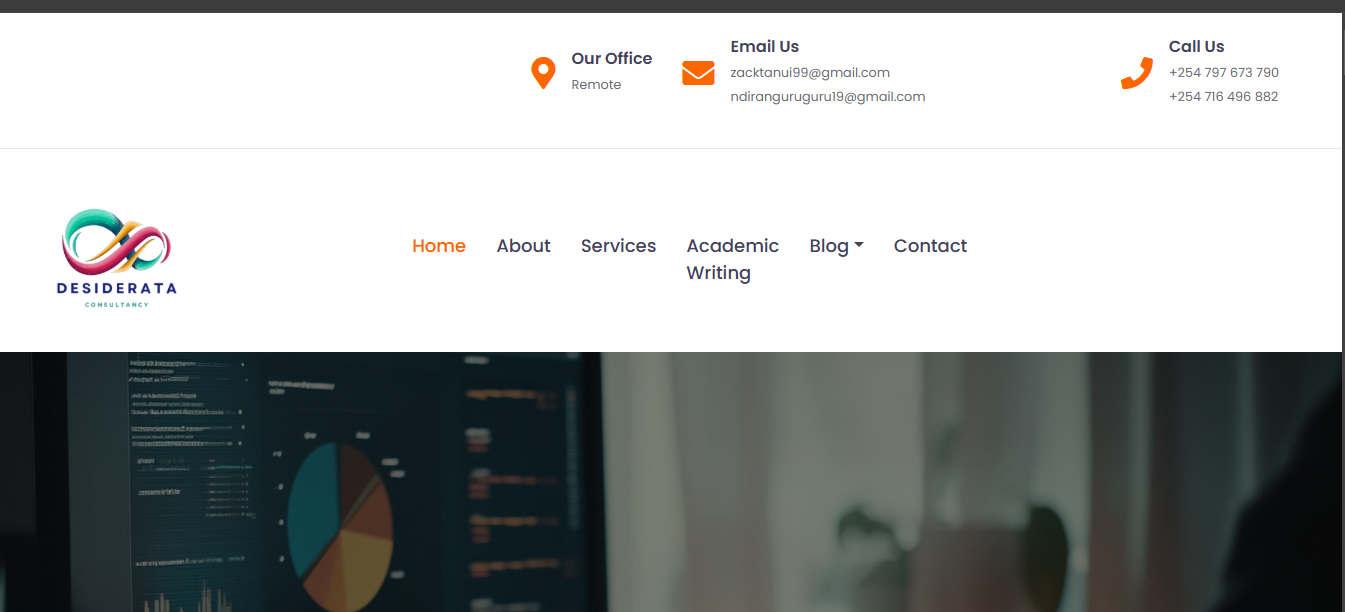 Our Office
Remote
Email Us
zacktanui99@gmail.com
ndiranguruguru19@gmail.com
Call Us
+254 797 673 790
+254 716 496 882
DESIDERATA
CONSULTANCY
Home
About
Services
Academic
Writing
Blog
Contact